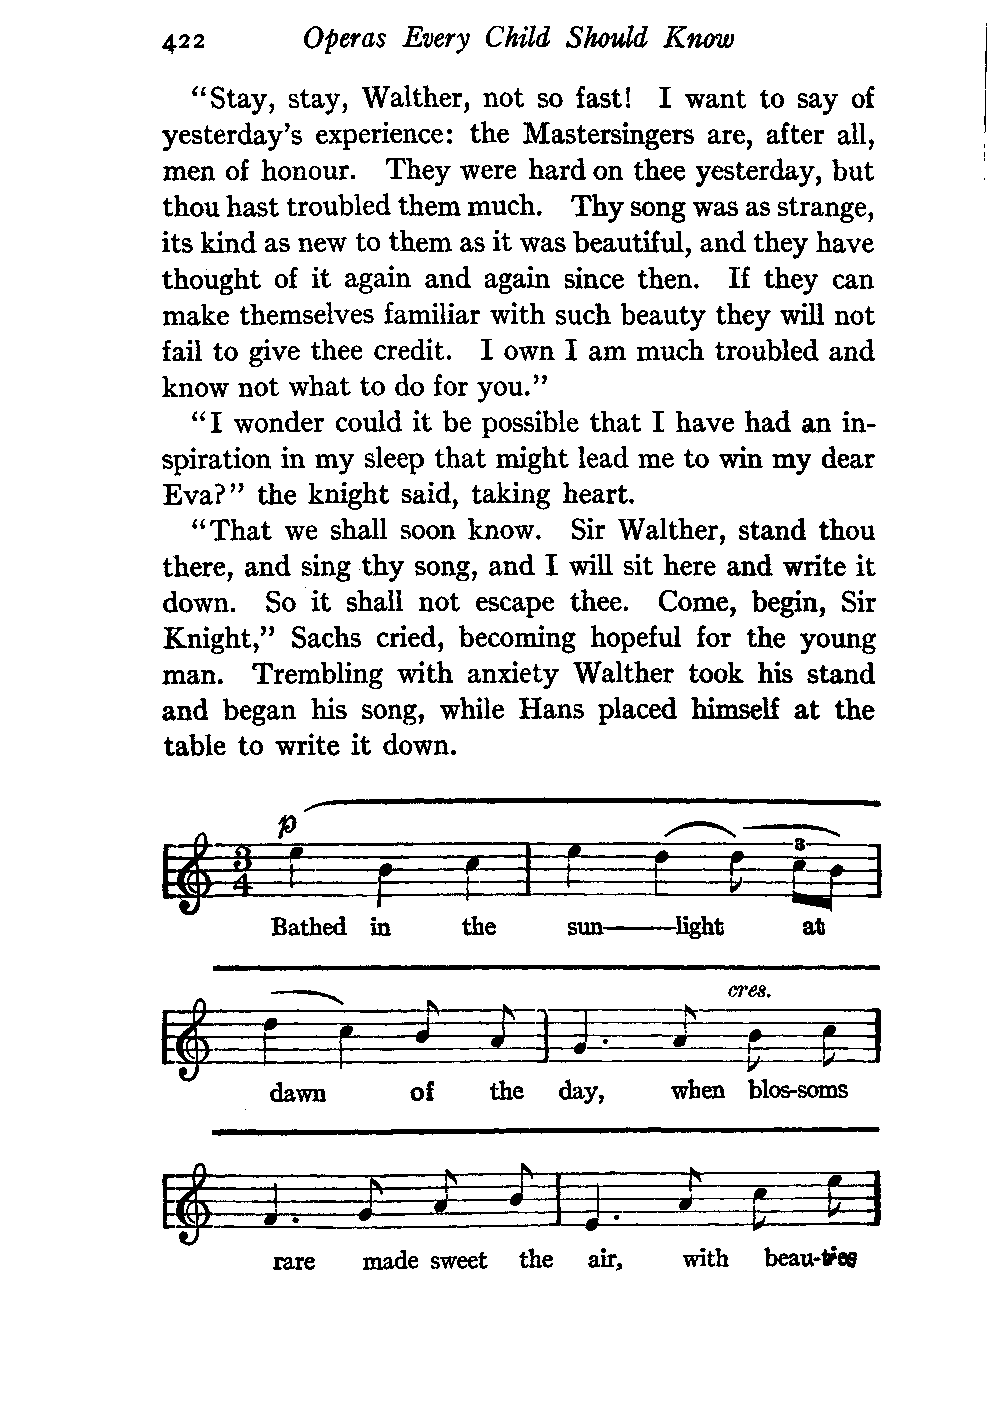 422 Operas Every Child Should Know
"Stay, stay, Walther, not so fast! I want to say of
yesterday's experience: the Mastersingers are, after all,
men of honour. They were hard on thee yesterday, but
thou hast troubled them much. Thy song was as strange,
its kind as new to them as it was beautiful, and they have
thought of it again and again since then. If they can
make themselves familiar with such beauty they will not
fail to give thee credit. I own I am much troubled and
know not what to do for you."
"I wonder could it be possible that I have had an in-
spiration in my sleep that might lead me to win my dear
Eva?" the knight said, taking heart.
"That we shall soon know. Sir Walther, stand thou
there, and sing thy song, and I will sit here and write it
down. So it shall not escape thee. Come, begin, Sir
Knight," Sachs cried, becoming hopeful for the young
man. Trembling with anxiety Walther took his stand
and began his song, while Hans placed himself at the
table to write it down.
p
3
3
4
Bathed in the sun——light at
cres.
dawn of the day, when blos-soms
rare made sweet the air, with beau-ties